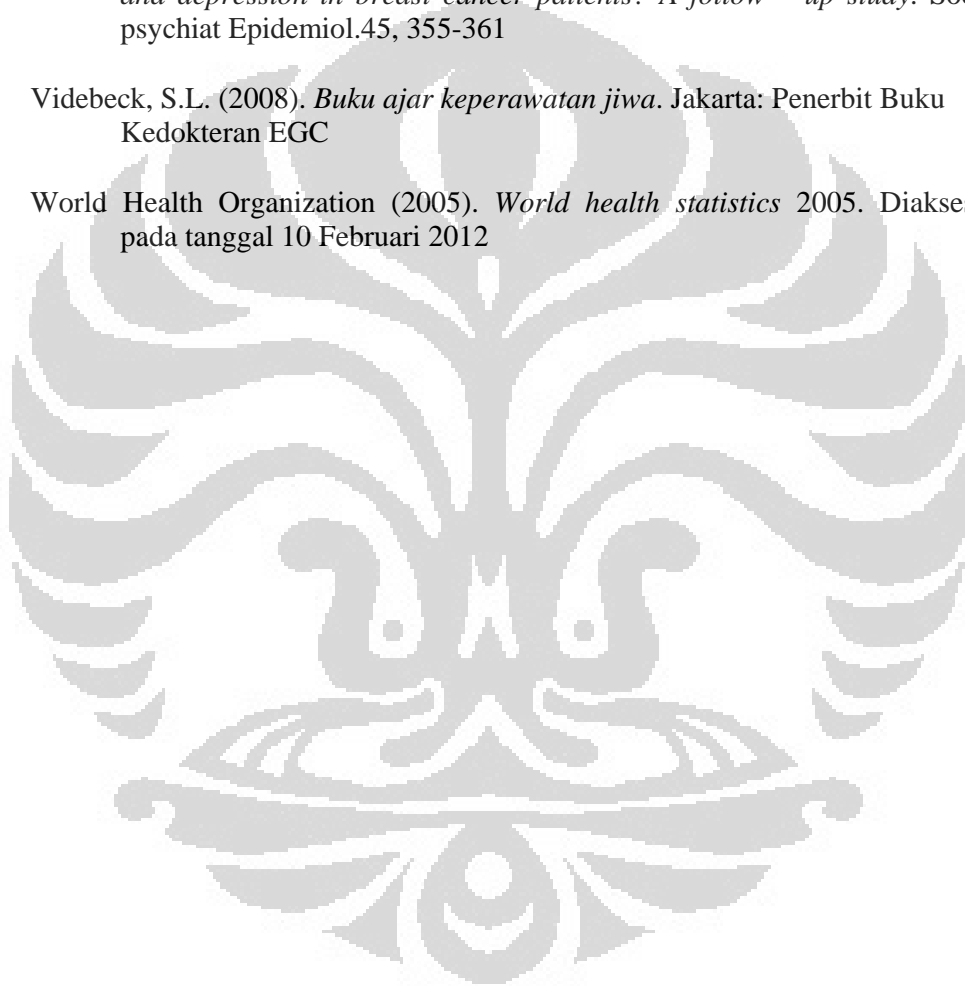 and depression in breast cancer patients? A follow – up study. Soc
psychiat Epidemiol.45, 355-361
Videbeck, S.L. (2008). Buku ajar keperawatan jiwa. Jakarta: Penerbit Buku
Kedokteran EGC
World Health Organization (2005). World health statistics 2005. Diakses
pada tanggal 10 Februari 2012